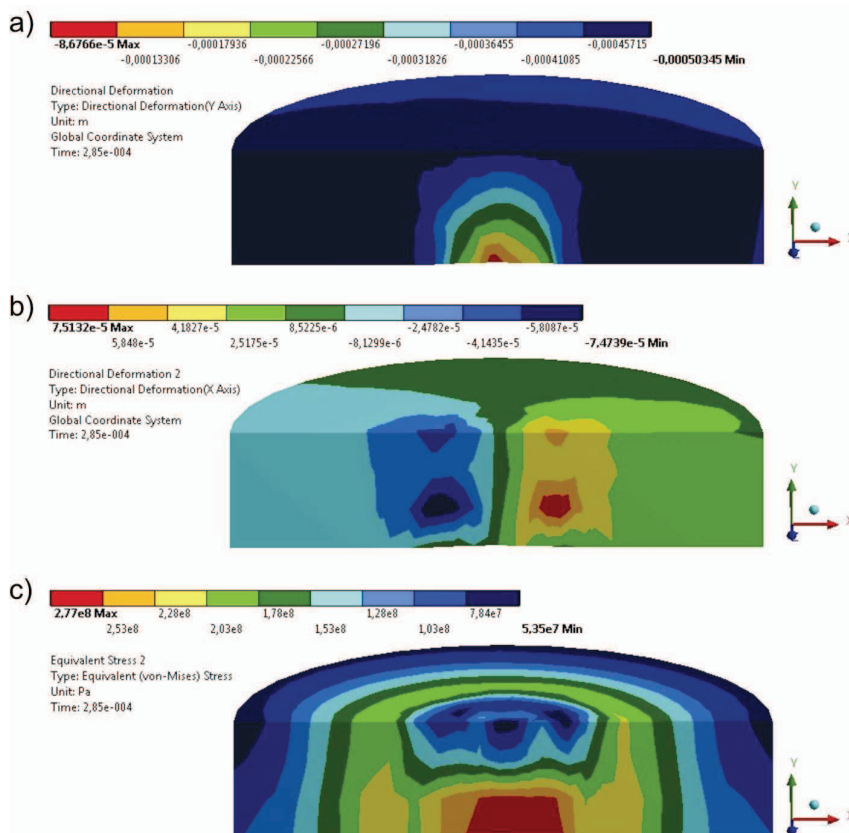 a)
-8,6766e-5 Max -0,00017936 -0,00027196 -0,00036455 -0,00045715
-0,00013306 -0,00022566 -0,00031826 -0,00041085 -0,00050345 Min
Directional Deformation
Type: Directional Deformation(Y Axis)
Unit: m
Global Coordinate System
Time: 2,85e-004
Y
X
Z
b)
7,5132e-5 Max 4,1827e-5 8,5225e-6 -2,4782e-5 -5,8087e-5
5,848e-5 2,5175e-5 -8,1299e-6 -4,1435e-5 -7,4739e-5 Min
Directional Deformation 2
Type: Directional Deformation(X Axis)
Unit: m
Global Coordinate System
Time: 2,85e-004
Y
X
Z
c)
2,77e8 Max 2,28e8 1,78e8 1,28e8 7,84e7
2,53e8 2,03e8 1,53e8 1,03e8 5,35e7 Min
Equivalent Stress 2
Type: Equivalent (von-Mises) Stress
Unit: Pa
Time: 2,85e-004
Y